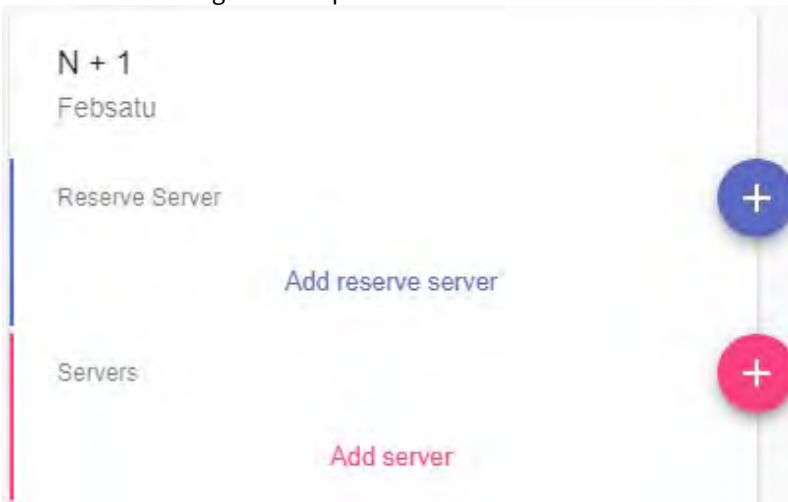 N + 1
Febsatu
Reserve Server
+
Add reserve server
Servers
+
Add server